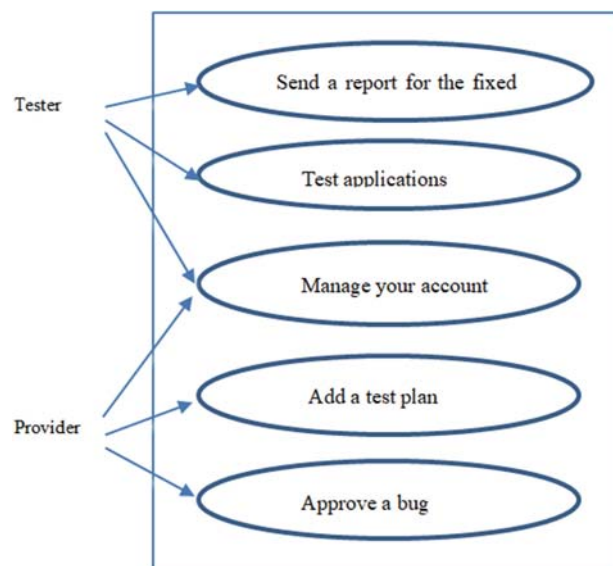 Send a report for the fixed
Tester
Test applications
Manage your account
Add a test plan
Provider
Approve a bug